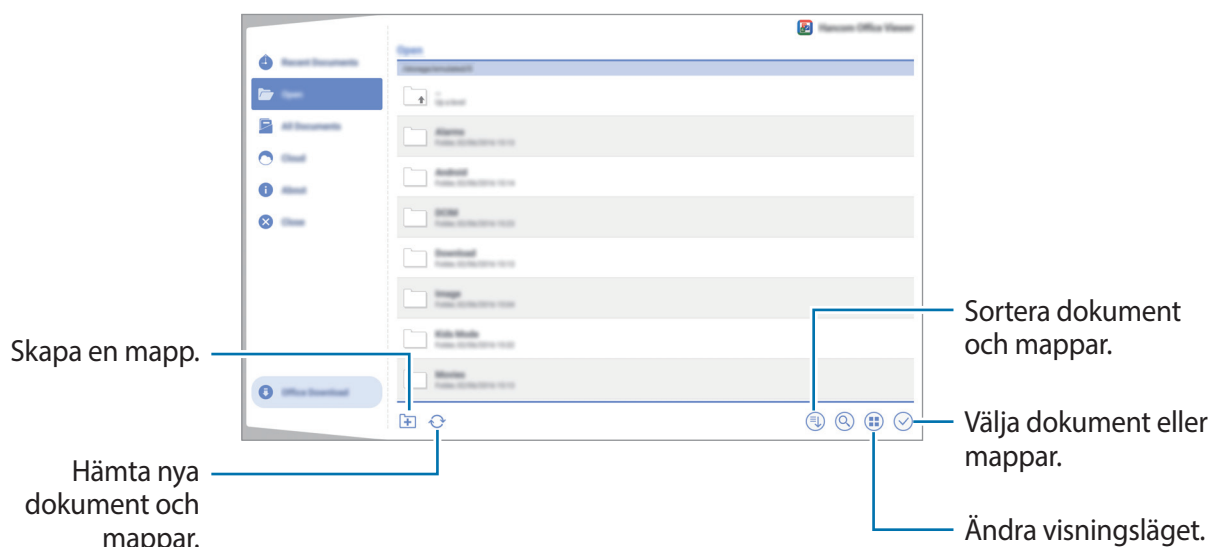 Hancom Office Viewer
Open
Recent Documents
Open
All Documents
Cloud
About
Close
Up a level
Alarms
Android
DCIM
Download
Image
Kids Mode
Movies
Office Download
Skapa en mapp.
Hämta nya
dokument och
mappar.
Sortera dokument
och mappar.
Välja dokument eller
mappar.
Ändra visningsläget.